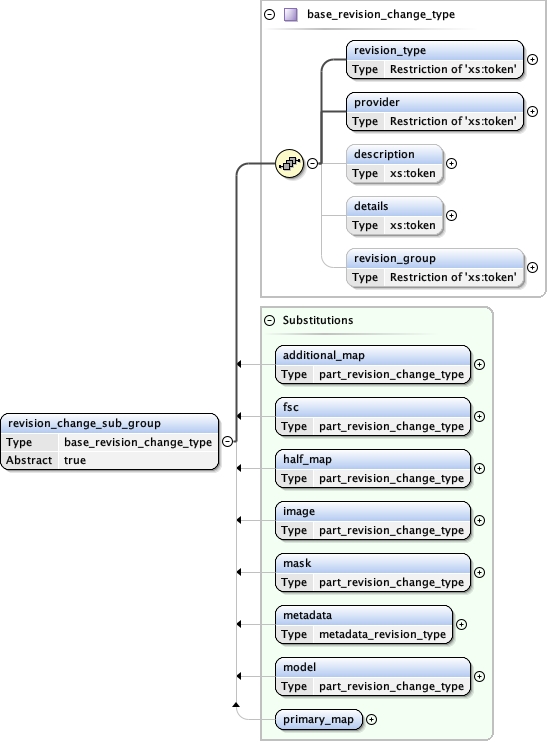 base_revision_change_type
revision_type
Type Restriction of 'xs:token'
provider
Type Restriction of 'xs:token'
description
Type xs:token
details
Type xs:token
revision_group
Type Restriction of 'xs:token'
revision_change_sub_group
Type base_revision_change_type
Abstract true
Substitutions
additional_map
Type part_revision_change_type
fsc
Type part_revision_change_type
half_map
Type part_revision_change_type
image
Type part_revision_change_type
mask
Type part_revision_change_type
metadata
Type metadata_revision_type
model
Type part_revision_change_type
primary_map